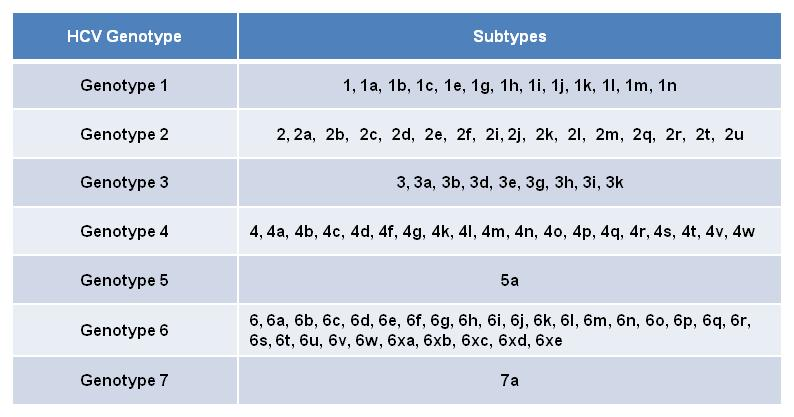 HCV Genotype Subtypes
Genotype 1 1, 1a, 1b, 1c, 1e, 1g, 1h, 1i, 1j, 1k, 1l, 1m, 1n
Genotype 2 2, 2a, 2b, 2c, 2d, 2e, 2f, 2i, 2j, 2k, 2l, 2m, 2q, 2r, 2t, 2u
Genotype 3 3, 3a, 3b, 3d, 3e, 3g, 3h, 3i, 3k
Genotype 4 4, 4a, 4b, 4c, 4d, 4f, 4g, 4k, 4l, 4m, 4n, 4o, 4p, 4q, 4r, 4s, 4t, 4v, 4w
Genotype 5 5a
Genotype 6 6, 6a, 6b, 6c, 6d, 6e, 6f, 6g, 6h, 6i, 6j, 6k, 6l, 6m, 6n, 6o, 6p, 6q, 6r,
6s, 6t, 6u, 6v, 6w, 6xa, 6xb, 6xc, 6xd, 6xe
Genotype 7 7a